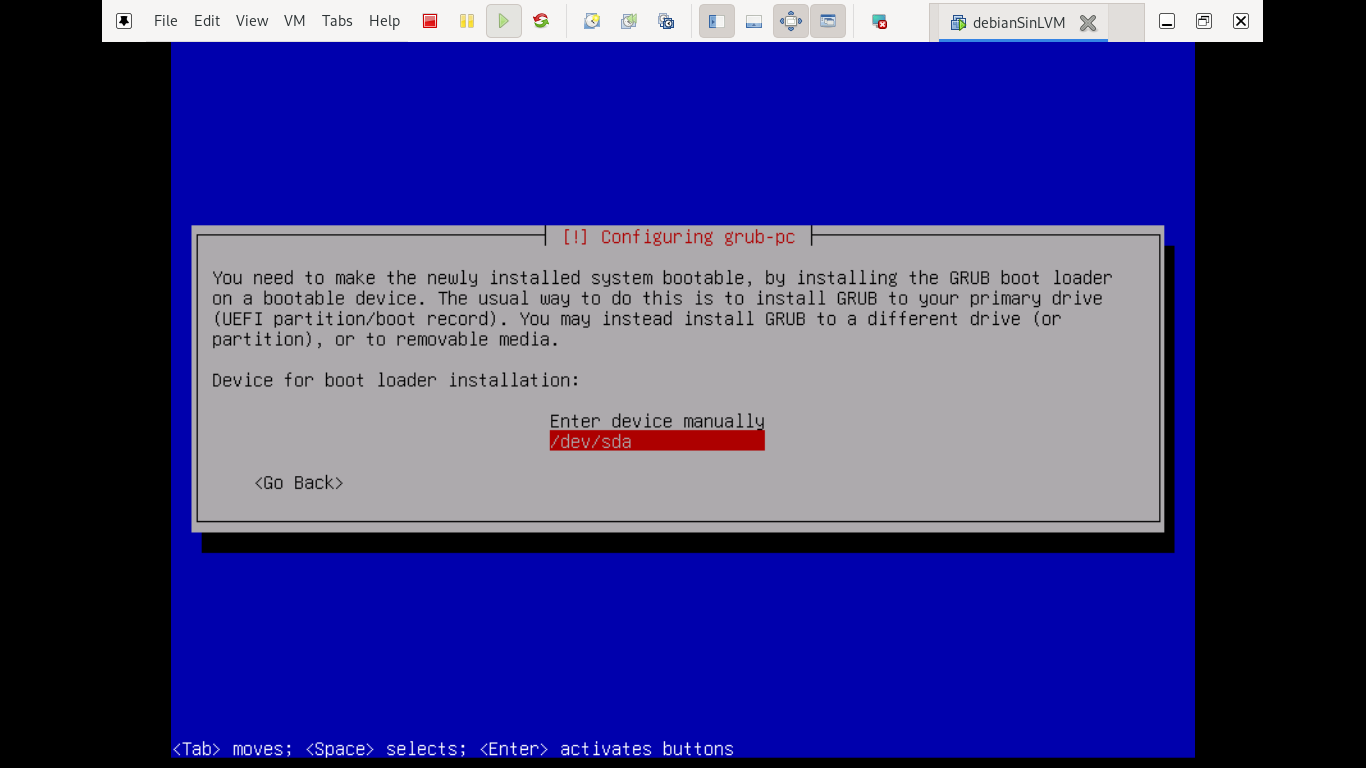 File Edit View VM Tabs Help
debianSinLVM
[!] Configuring grub-pc
You need to make the newly installed system bootable, by installing the GRUB boot loader
on a bootable device. The usual way to do this is to install GRUB to your primary drive
(UEFI partition/boot record). You may instead install GRUB to a different drive (or
partition), or to removable media.
Device for boot loader installation:
Enter device manually
/dev/sda
<Go Back>
<Tab> moves; <Space> selects; <Enter> activates buttons